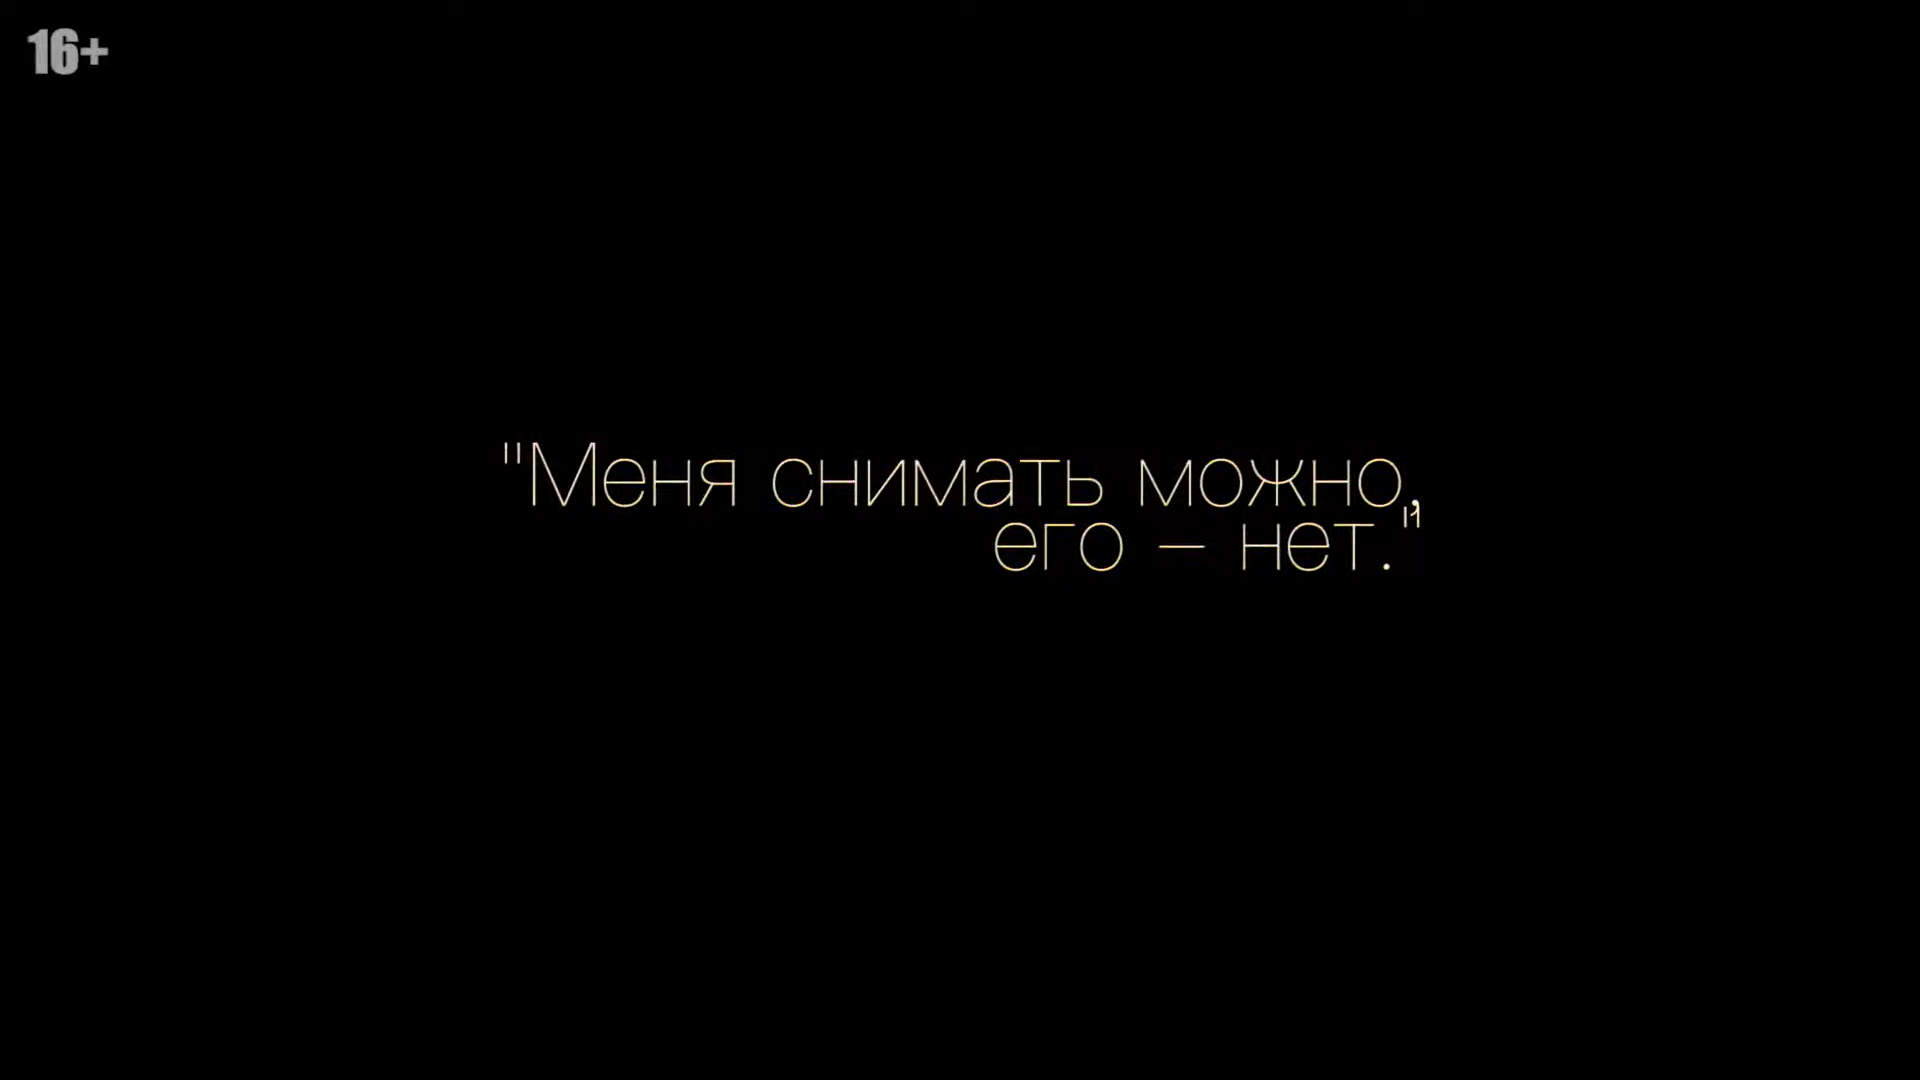 16+
"Меня снимать можно,
его – нет."